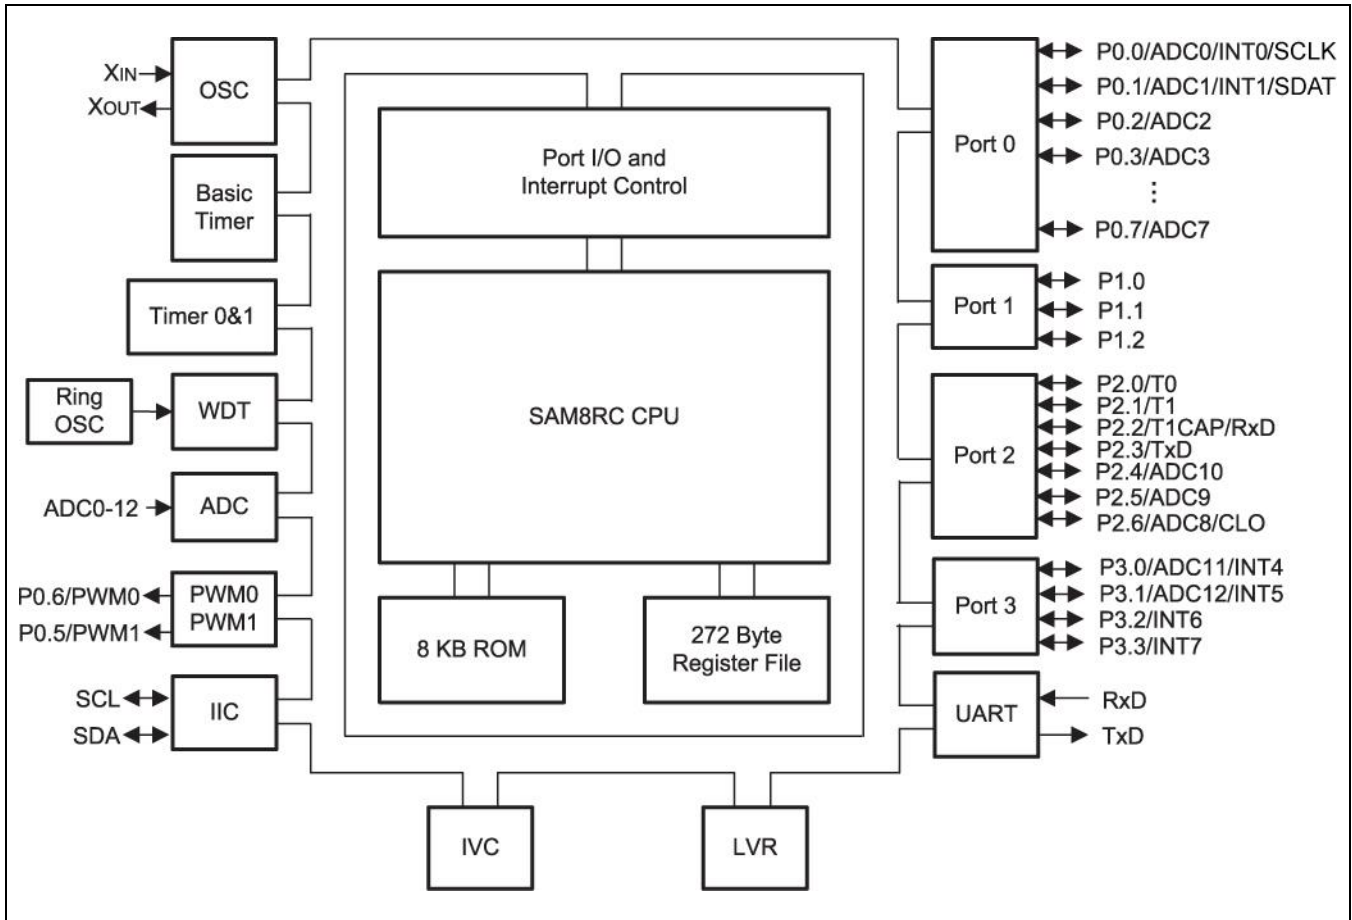 XIN
XOUT
OSC
Basic
Timer
Timer 0&1
Ring
OSC
WDT
ADC0-12
ADC
P0.6/PWM0
P0.5/PWM1
PWM0
PWM1
SCL
SDA
IIC
Port I/O and
Interrupt Control
SAM8RC CPU
8 KB ROM
272 Byte
Register File
IVC
LVR
Port 0
P0.0/ADC0/INT0/SCLK
P0.1/ADC1/INT1/SDAT
P0.2/ADC2
P0.3/ADC3
⋮
P0.7/ADC7
Port 1
P1.0
P1.1
P1.2
Port 2
P2.0/T0
P2.1/T1
P2.2/T1CAP/RxD
P2.3/TxD
P2.4/ADC10
P2.5/ADC9
P2.6/ADC8/CLO
Port 3
P3.0/ADC11/INT4
P3.1/ADC12/INT5
P3.2/INT6
P3.3/INT7
UART
RxD
TxD